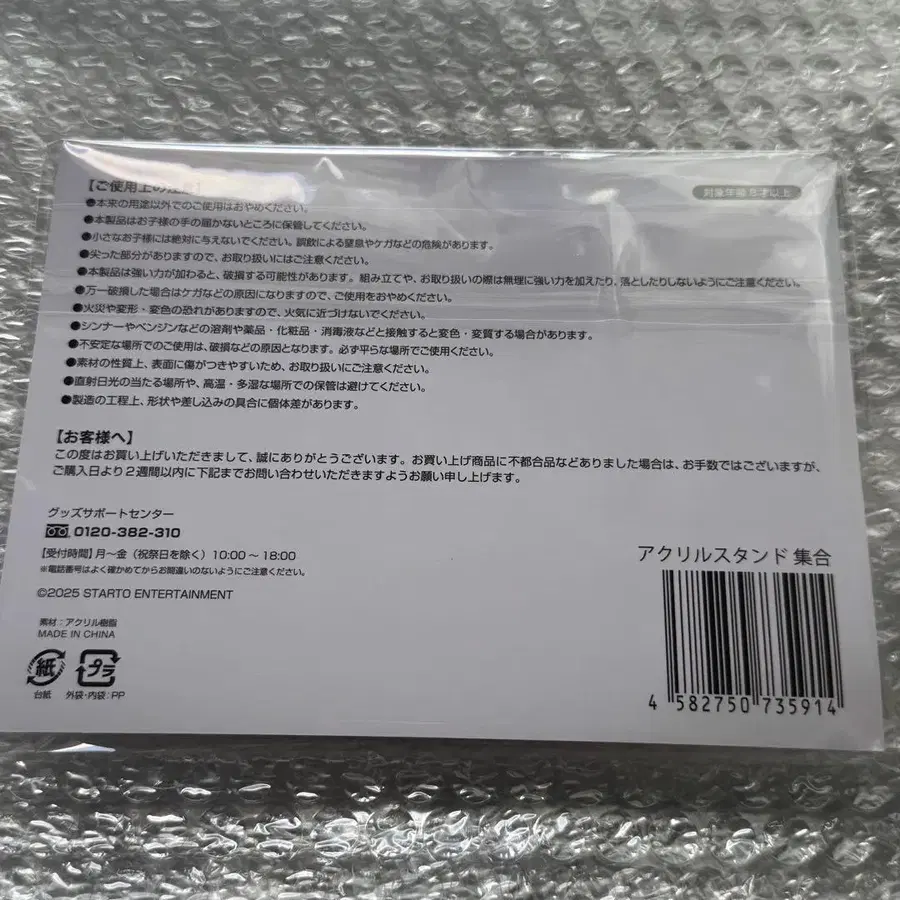 【ご使用上の注意】
対象年齢 8才以上
●本来の用途以外でのご使用はおやめください。
●本製品はお子様の手の届かないところに保管してください。
●小さなお子様には絶対に与えないでください。誤飲による窒息やケガなどの危険があります。
●尖った部分がありますので、お取り扱いにはご注意ください。
●本製品は強い力が加わると、破損する可能性があります。組み立てや、お取り扱いの際は無理に強い力を加えたり、落としたりしないようにご注意ください。
●万一破損した場合はケガなどの原因になりますので、ご使用をおやめください。
●火災や変形・変色の恐れがありますので、火気に近づけないでください。
●シンナーやベンジンなどの溶剤や薬品・化粧品・消毒液などと接触すると変色・変質する場合があります。
●不安定な場所でのご使用は、破損などの原因となります。必ず平らな場所でご使用ください。
●素材の性質上、表面に傷がつきやすいため、お取り扱いにご注意ください。
●直射日光の当たる場所や、高温・多湿な場所での保管は避けてください。
●製造の工程上、形状や差し込みの具合に個体差があります。
【お客様へ】
この度はお買い上げいただきまして、誠にありがとうございます。お買い上げ商品に不都合品などありました場合は、お手数ではございますが、
ご購入日より2週間以内に下記までお問い合わせいただきますようお願い申し上げます。
グッズサポートセンター
0120-382-310
【受付時間】月～金（祝祭日を除く）10:00～18:00
※電話番号はよく確かめてからお間違いのないようにご注意ください。
©2025 STARTO ENTERTAINMENT
素材：アクリル樹脂
MADE IN CHINA
紙 プラ
台紙 外袋・内袋：PP
アクリルスタンド 集合
4 582750 735914